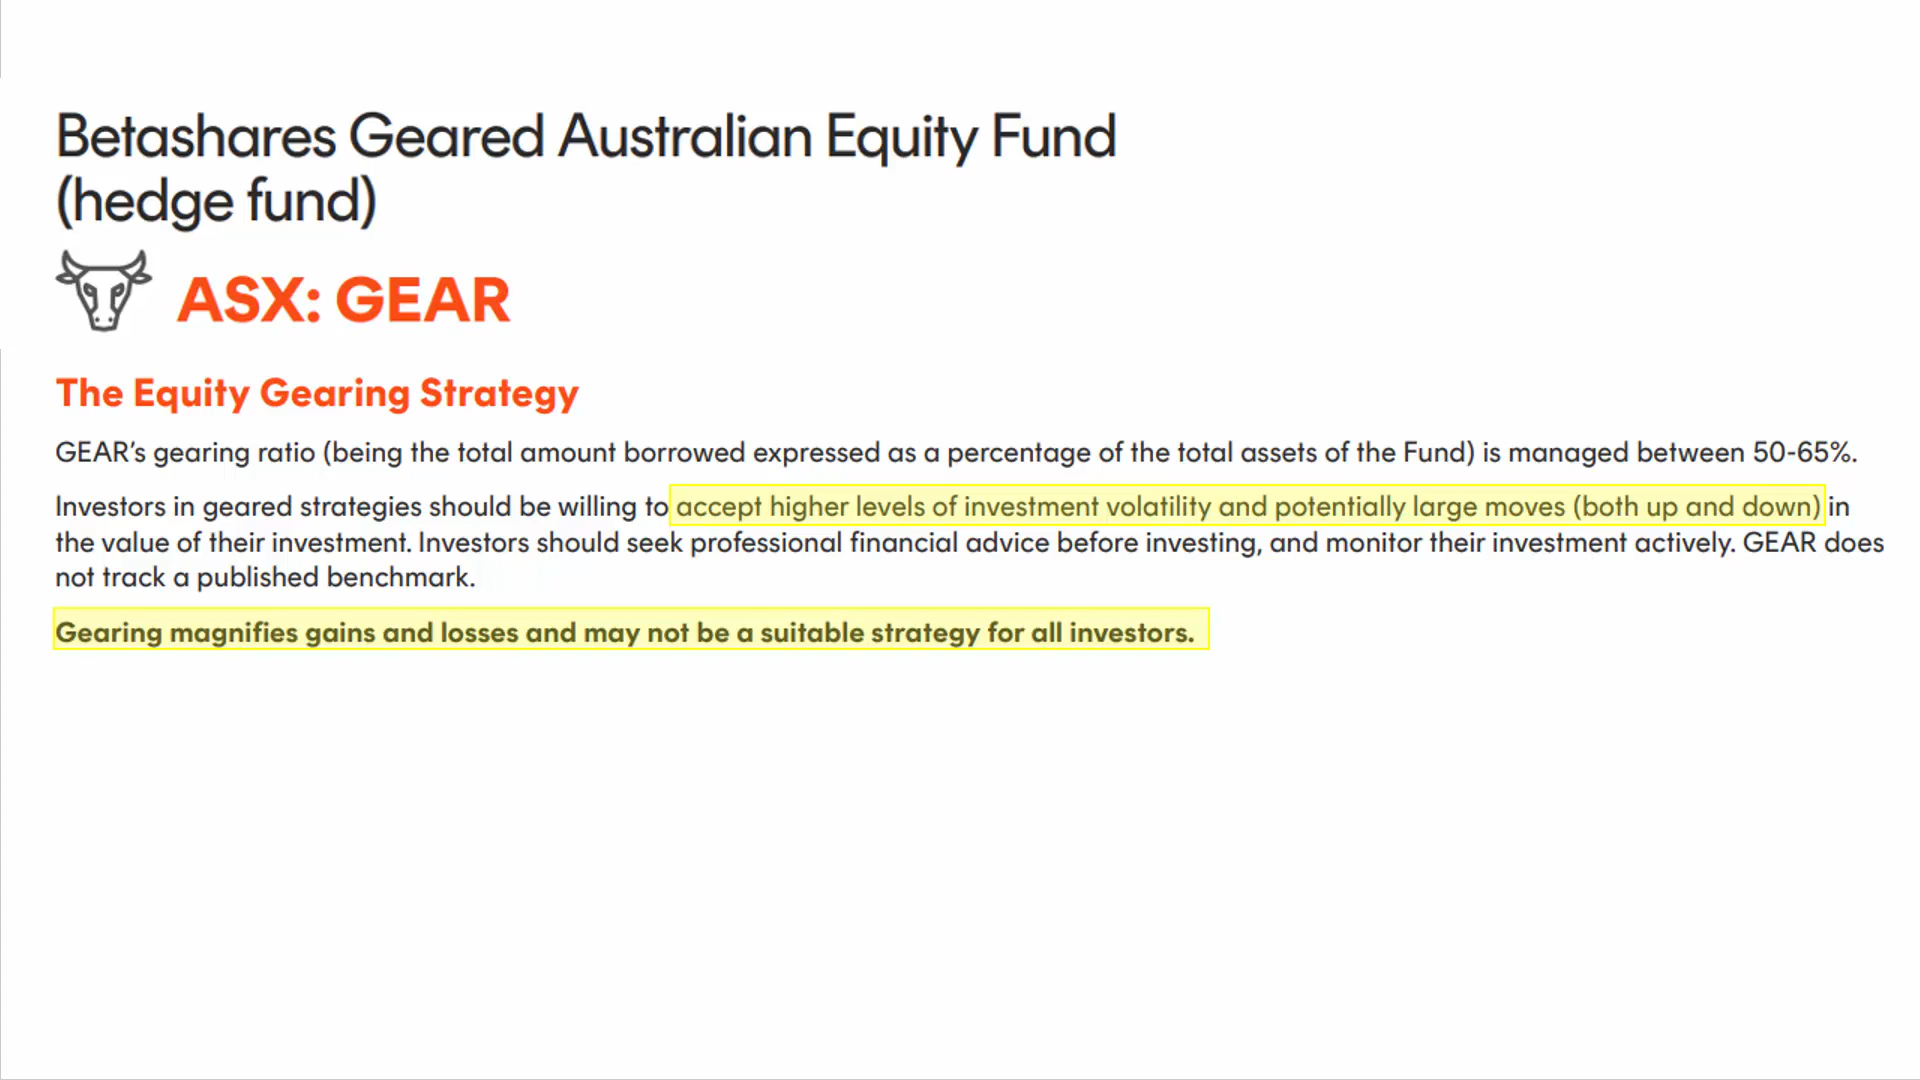 Betashares Geared Australian Equity Fund
(hedge fund)
ASX: GEAR
The Equity Gearing Strategy
GEAR’s gearing ratio (being the total amount borrowed expressed as a percentage of the total assets of the Fund) is managed between 50-65%.
Investors in geared strategies should be willing to accept higher levels of investment volatility and potentially large moves (both up and down) in
the value of their investment. Investors should seek professional financial advice before investing, and monitor their investment actively. GEAR does
not track a published benchmark.
Gearing magnifies gains and losses and may not be a suitable strategy for all investors.